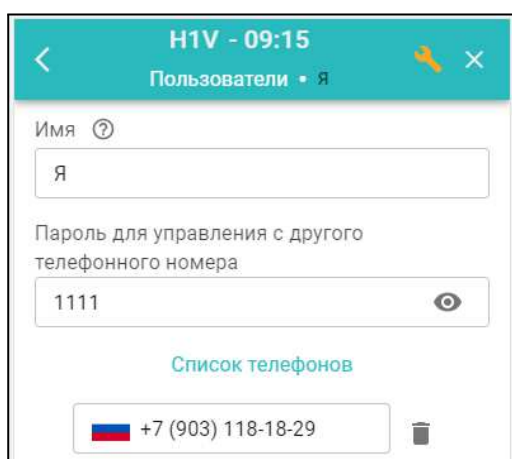 H1V - 09:15
Пользователи • Я
Имя ?
Я
Пароль для управления с другого
телефонного номера
1111
Список телефонов
+7 (903) 118-18-29